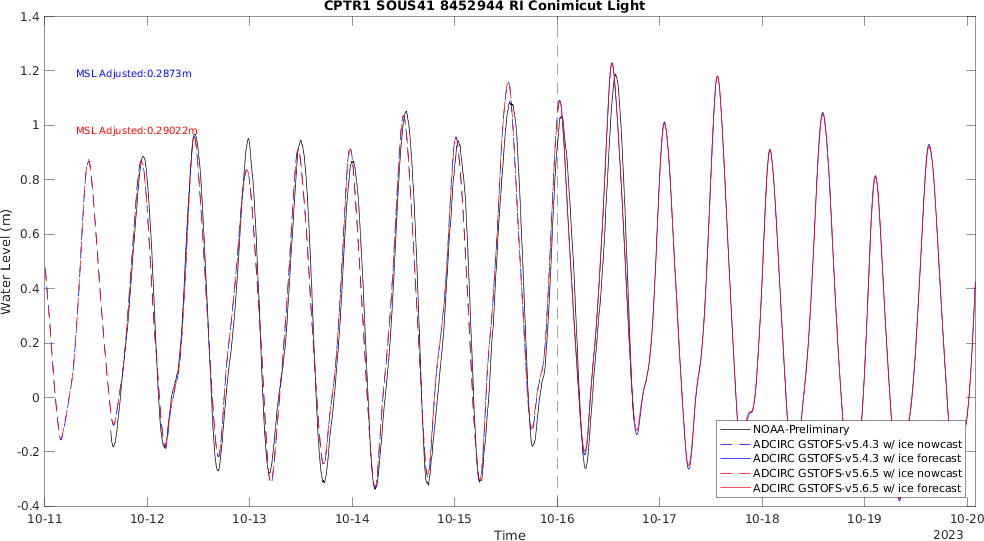 CPTR1 SOUS41 8452944 RI Conimicut Light
MSL Adjusted:0.2873m
MSL Adjusted:0.29022m
Water Level (m)
1.4
1.2
1
0.8
0.6
0.4
0.2
0
-0.2
-0.4
NOAA-Preliminary
ADCIRC GSTOFS-v5.4.3 w/ ice nowcast
ADCIRC GSTOFS-v5.4.3 w/ ice forecast
ADCIRC GSTOFS-v5.6.5 w/ ice nowcast
ADCIRC GSTOFS-v5.6.5 w/ ice forecast
10-11 10-12 10-13 10-14 10-15 10-16 10-17 10-18 10-19 10-20
Time
2023